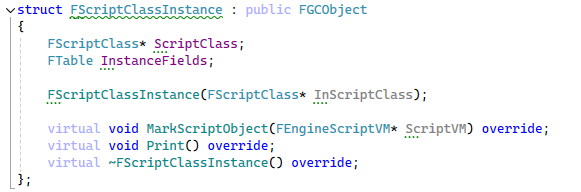 struct FScriptClassInstance : public FGCObject
{
FScriptClass* ScriptClass;
FTable InstanceFields;
FScriptClassInstance(FScriptClass* InScriptClass);
virtual void MarkScriptObject(FEngineScriptVM* ScriptVM) override;
virtual void Print() override;
virtual ~FScriptClassInstance() override;
};